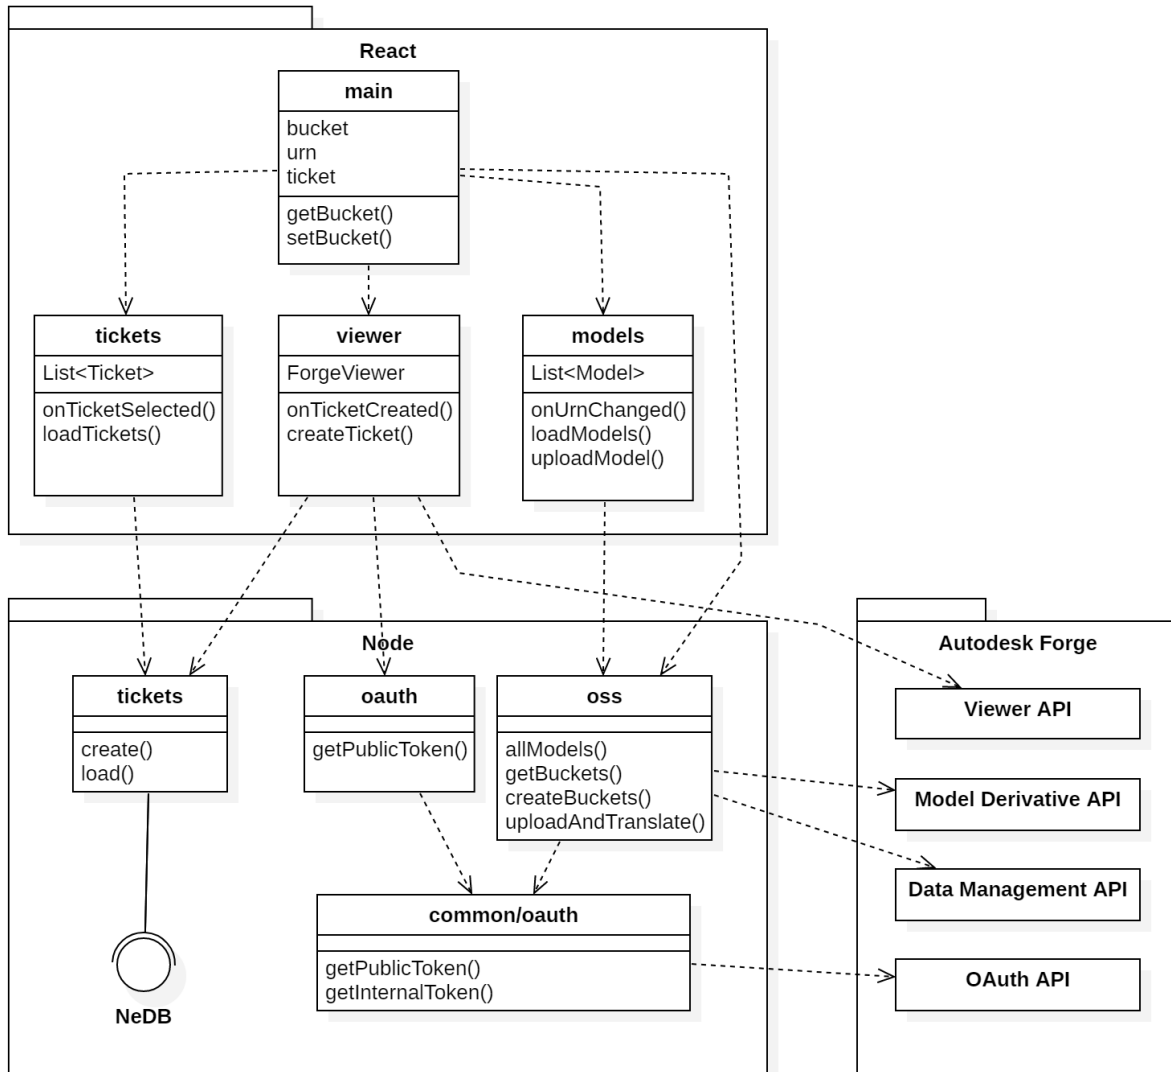 React
main
bucket
urn
ticket
getBucket()
setBucket()
tickets
List<Ticket>
onTicketSelected()
loadTickets()
viewer
ForgeViewer
onTicketCreated()
createTicket()
models
List<Model>
onUrnChanged()
loadModels()
uploadModel()
Node
tickets
create()
load()
oauth
getPublicToken()
oss
allModels()
getBuckets()
createBuckets()
uploadAndTranslate()
common/oauth
getPublicToken()
getInternalToken()
NeDB
Autodesk Forge
Viewer API
Model Derivative API
Data Management API
OAuth API